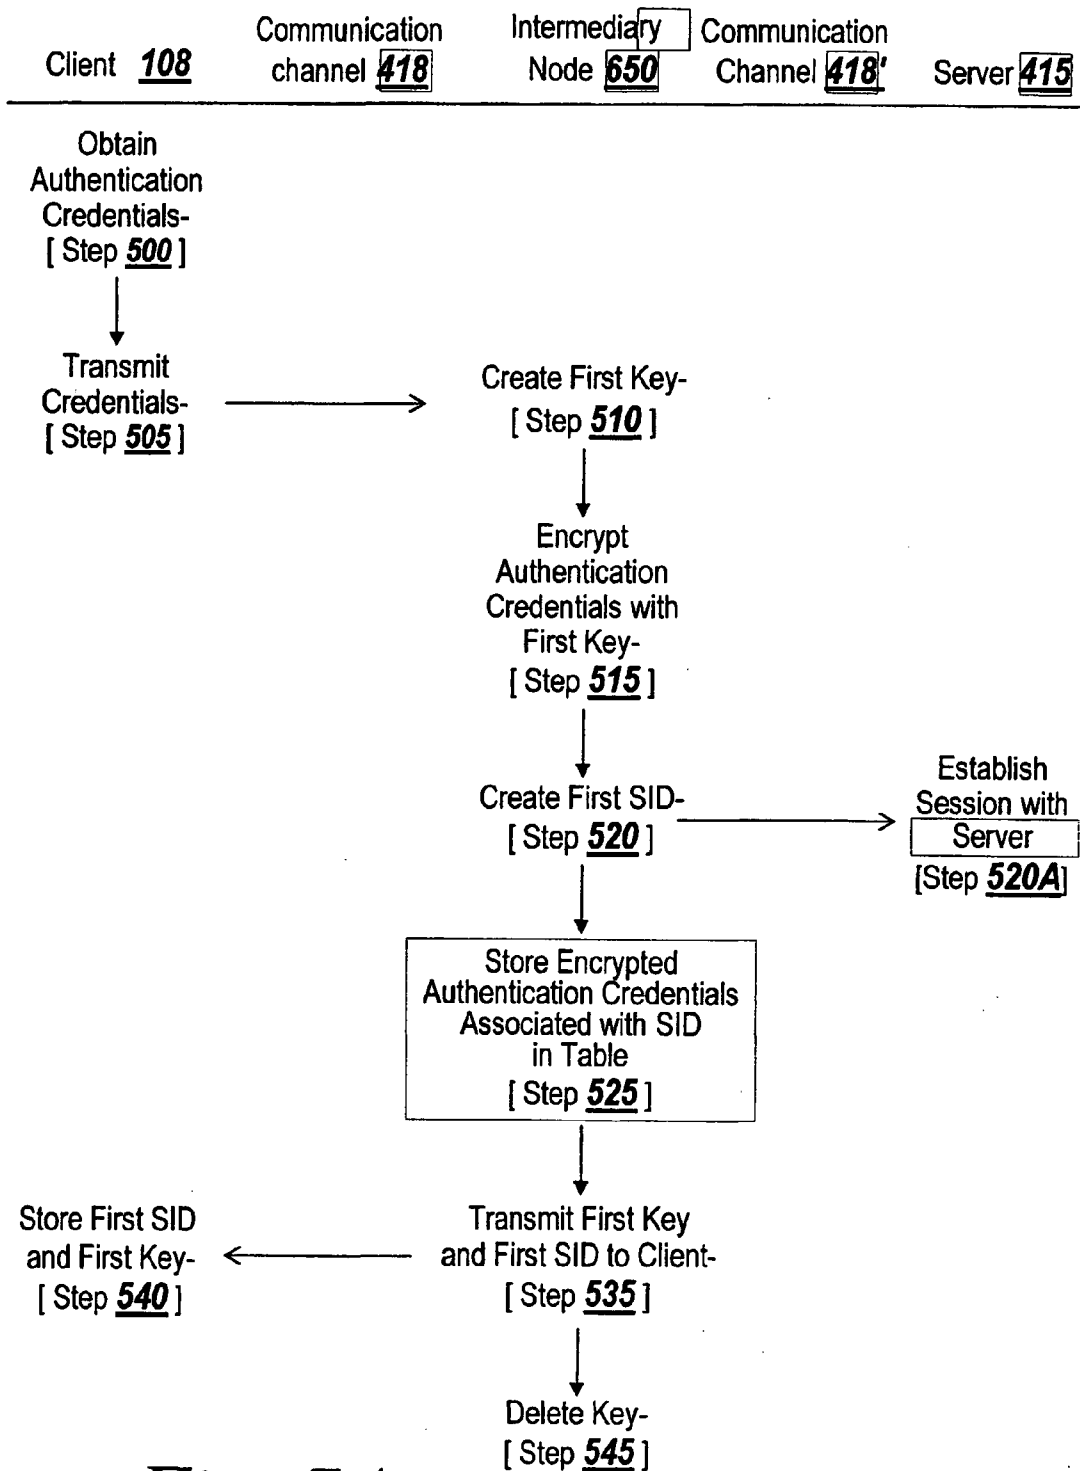 Client 108
Communication
channel 418
Intermediary
Node 650
Communication
Channel 418'
Server 415
Obtain
Authentication
Credentials-
[ Step 500 ]
Transmit
Credentials-
[ Step 505 ]
Create First Key-
[ Step 510 ]
Encrypt
Authentication
Credentials with
First Key-
[ Step 515 ]
Create First SID-
[ Step 520 ]
Establish
Session with
Server
[Step 520A]
Store Encrypted
Authentication Credentials
Associated with SID
in Table
[ Step 525 ]
Transmit First Key
and First SID to Client-
[ Step 535 ]
Store First SID
and First Key-
[ Step 540 ]
Delete Key-
[ Step 545 ]